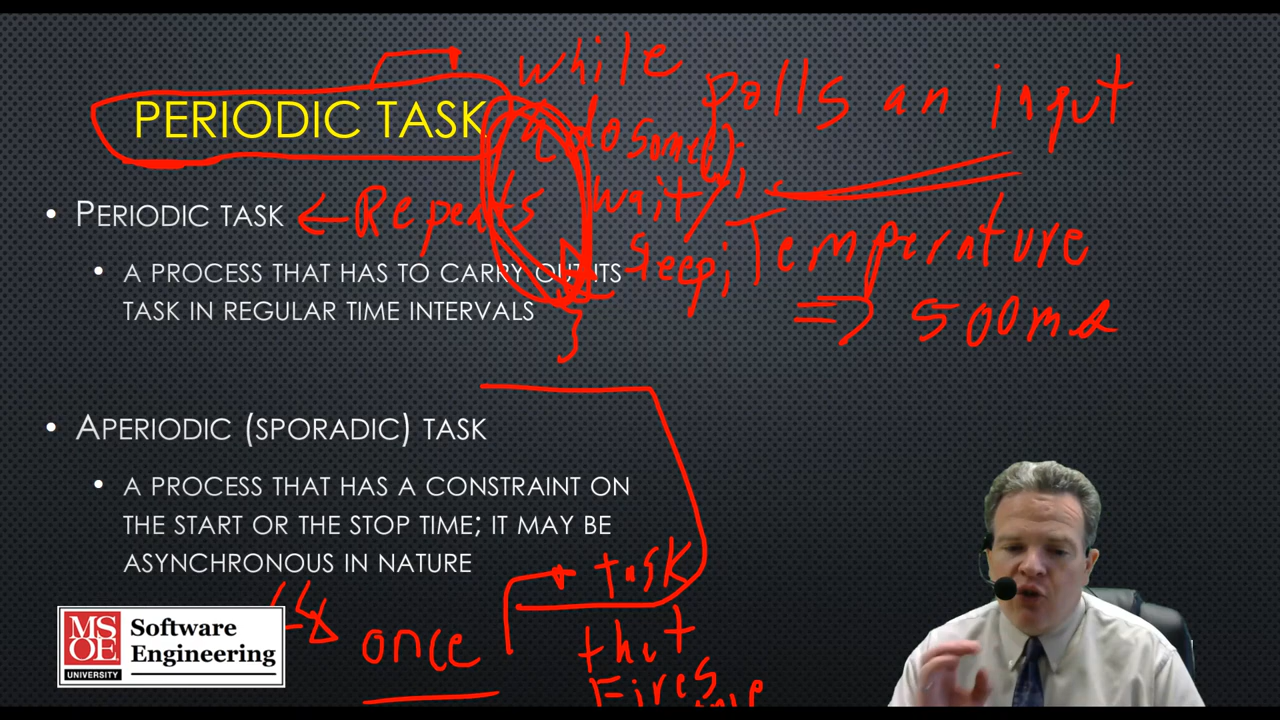 PERIODIC TASK
while
polls an input
do some();
wait/
Sleep;
}
• PERIODIC TASK ← Repeats
Temperature
⇒ 500ms
• A PROCESS THAT HAS TO CARRY OUT ITS
TASK IN REGULAR TIME INTERVALS
• APERIODIC (SPORADIC) TASK
• A PROCESS THAT HAS A CONSTRAINT ON
THE START OR THE STOP TIME; IT MAY BE
ASYNCHRONOUS IN NATURE
once
task
that
Fires
MS
OE
UNIVERSITY
Software
Engineering